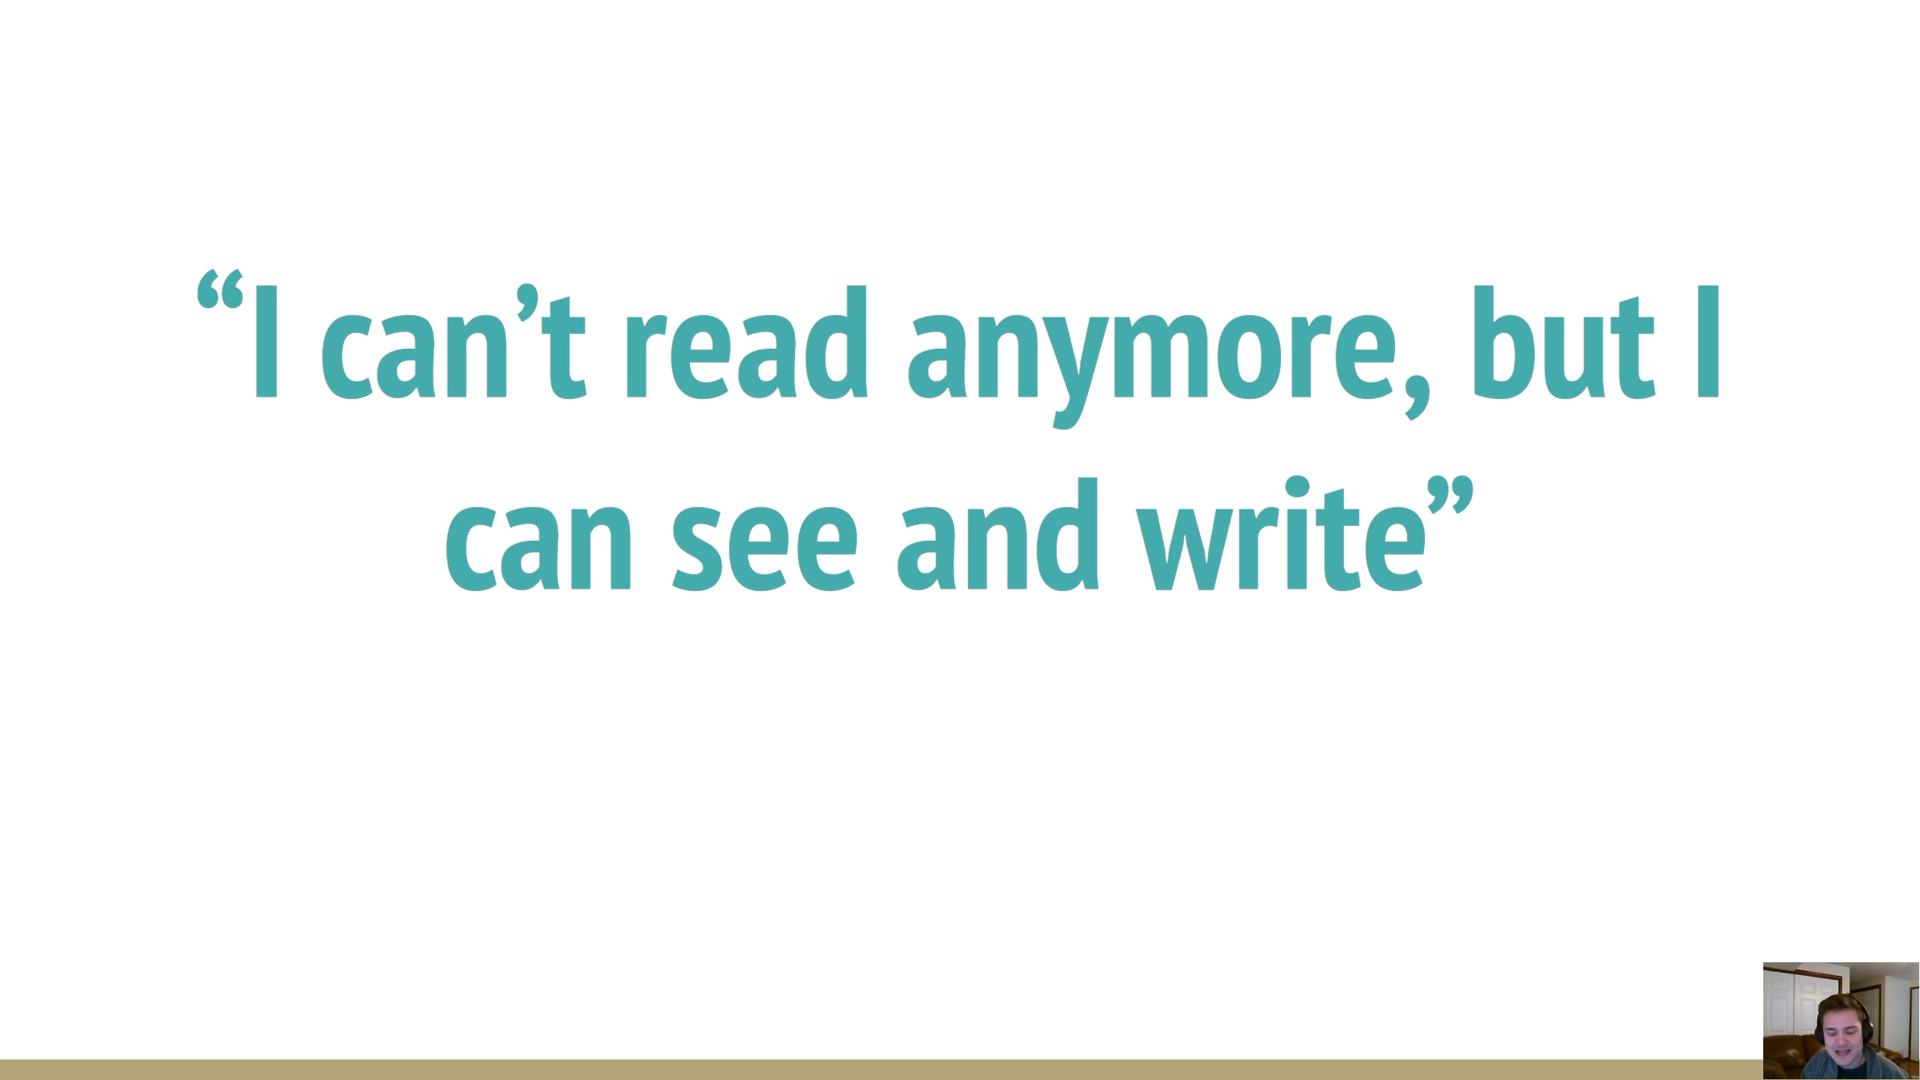 “I can’t read anymore, but I
can see and write”